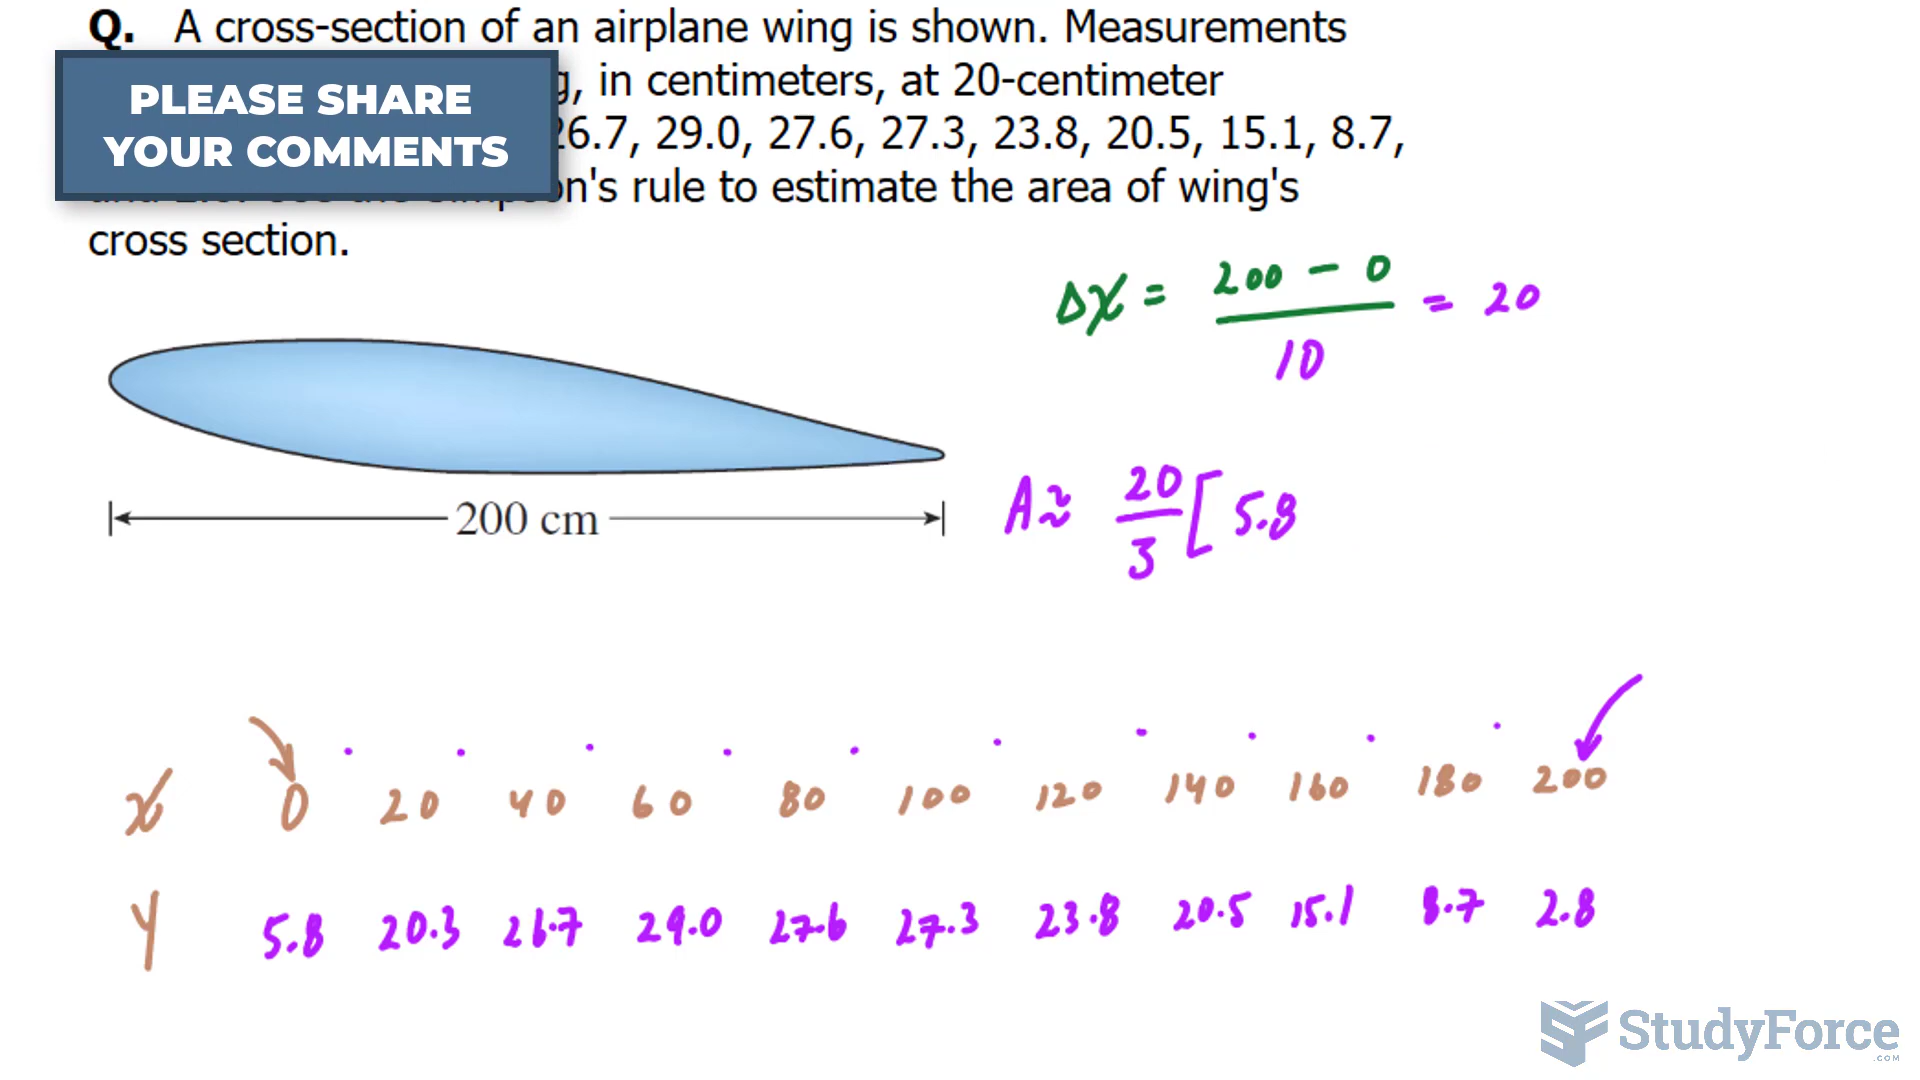 Q. A cross-section of an airplane wing is shown. Measurements
PLEASE SHARE
YOUR COMMENTS
, in centimeters, at 20-centimeter
26.7, 29.0, 27.6, 27.3, 23.8, 20.5, 15.1, 8.7,
rule to estimate the area of wing's
cross section.
Δx = 200 - 0 / 10 = 20
200 cm
A ≈ 20/3 [ 5.8
x 0 20 40 60 80 100 120 140 160 180 200
y 5.8 20.3 26.7 29.0 27.6 27.3 23.8 20.5 15.1 8.7 2.8
StudyForce
.COM